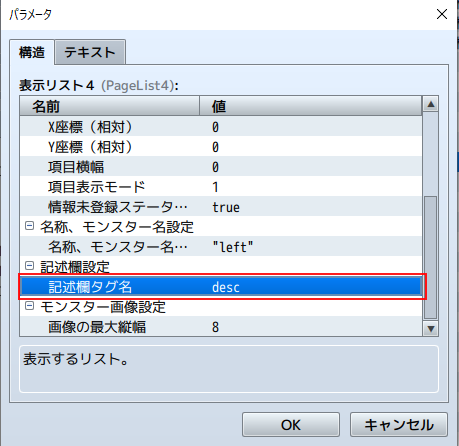 パラメータ
構造 テキスト
表示リスト４ (PageList4):
名前 値
X座標（相対） 0
Y座標（相対） 0
項目横幅 0
項目表示モード 1
情報未登録ステータ… true
名称、モンスター名設定
名称、モンスター名… "left"
記述欄設定
記述欄タグ名 desc
モンスター画像設定
画像の最大縦幅 8
表示するリスト。
OK キャンセル